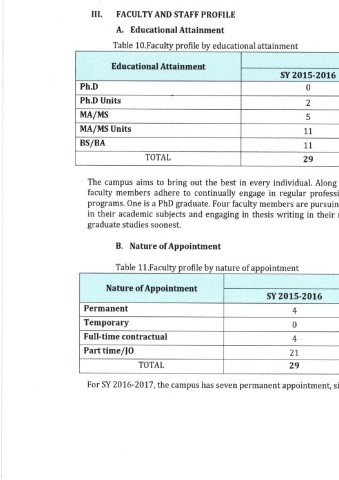 III. FACULTY AND STAFF PROFILE
A. Educational Attainment
Table 10.Faculty profile by educational attainment
Educational Attainment
SY 2015-2016
Ph.D 0
Ph.D Units 2
MA/MS 5
MA/MS Units 11
BS/BA 11
TOTAL 29
The campus aims to bring out the best in every individual. Along
faculty members adhere to continually engage in regular professi
programs. One is a PhD graduate. Four faculty members are pursuin
in their academic subjects and engaging in thesis writing in their
graduate studies soonest.
B. Nature of Appointment
Table 11.Faculty profile by nature of appointment
Nature of Appointment
SY 2015-2016
Permanent 4
Temporary 0
Full-time contractual 4
Part time/JO 21
TOTAL 29
For SY 2016-2017, the campus has seven permanent appointment, si